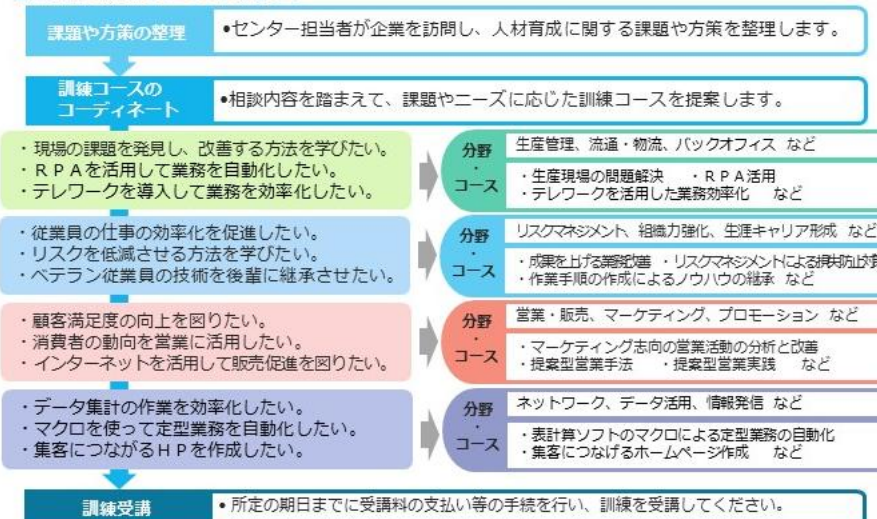 課題や方策の整理
•センター担当者が企業を訪問し、人材育成に関する課題や方策を整理します。
訓練コースの
コーディネート
•相談内容を踏まえて、課題やニーズに応じた訓練コースを提案します。
・現場の課題を発見し、改善する方法を学びたい。
・ＲＰＡを活用して業務を自動化したい。
・テレワークを導入して業務を効率化したい。
分野
・
コース
生産管理、流通・物流、バックオフィス など
・生産現場の問題解決 ・ＲＰＡ活用
・テレワークを活用した業務効率化 など
・従業員の仕事の効率化を促進したい。
・リスクを低減させる方法を学びたい。
・ベテラン従業員の技術を後輩に継承させたい。
分野
・
コース
リスクマネジメント、組織力強化、生涯キャリア形成 など
・成果を上げる業務改善 ・リスクマネジメントによる損失防止対
・作業手順の作成によるノウハウの継承 など
・顧客満足度の向上を図りたい。
・消費者の動向を営業に活用したい。
・インターネットを活用して販売促進を図りたい。
分野
・
コース
営業・販売、マーケティング、プロモーション など
・マーケティング志向の営業活動の分析と改善
・提案型営業手法 ・提案型営業実践 など
・データ集計の作業を効率化したい。
・マクロを使って定型業務を自動化したい。
・集客につながるＨＰを作成したい。
分野
・
コース
ネットワーク、データ活用、情報発信 など
・表計算ソフトのマクロによる定型業務の自動化
・集客につなげるホームページ作成 など
訓練受講
•所定の期日までに受講料の支払い等の手続を行い、訓練を受講してください。